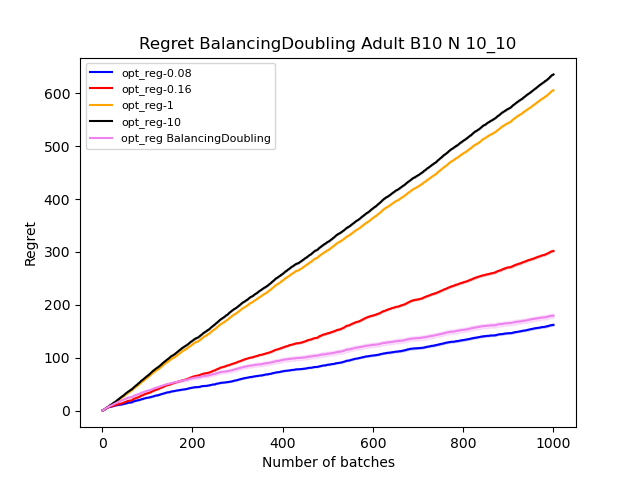 Regret BalancingDoubling Adult B10 N 10_10
opt_reg-0.08
opt_reg-0.16
opt_reg-1
opt_reg-10
opt_reg BalancingDoubling
600
500
400
300
200
100
0
Regret
0 200 400 600 800 1000
Number of batches